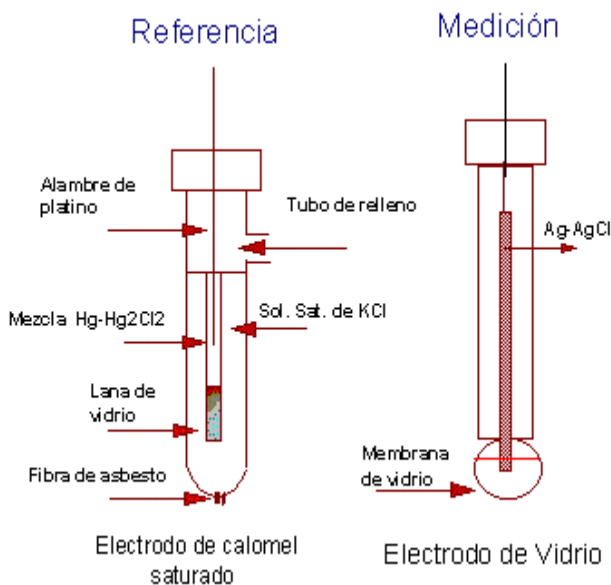 Referencia
Medición
Alambre de
platino
Tubo de relleno
Ag-AgCl
Mezcla Hg-Hg2Cl2
Sol. Sat. de KCl
Lana de
vidrio
Membrana
de vidrio
Fibra de asbesto
Electrodo de calomel
saturado
Electrodo de Vidrio